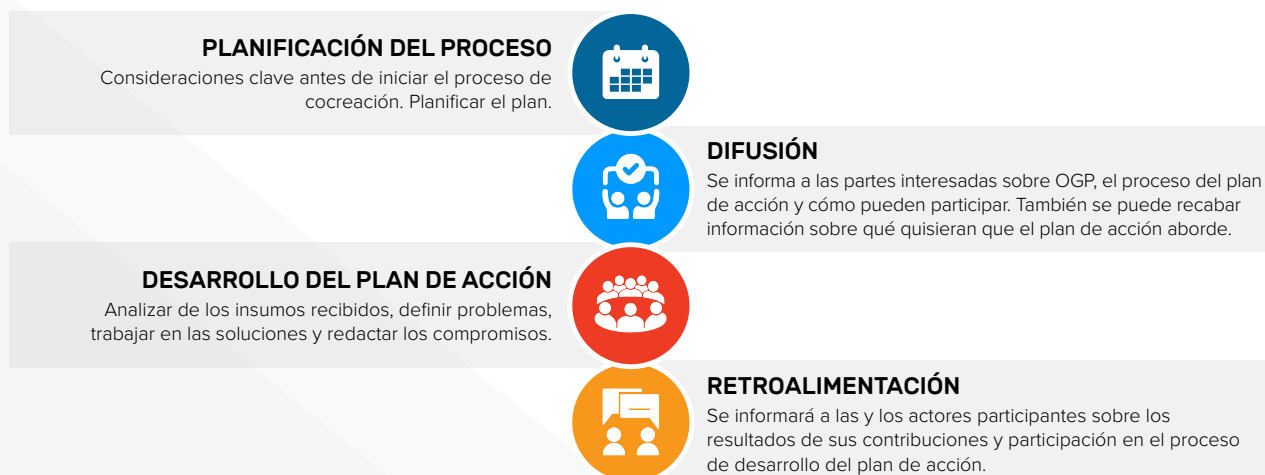 PLANIFICACIÓN DEL PROCESO
Consideraciones clave antes de iniciar el proceso de
cocreación. Planificar el plan.
DIFUSIÓN
Se informa a las partes interesadas sobre OGP, el proceso del plan
de acción y cómo pueden participar. También se puede recabar
información sobre qué quisieran que el plan de acción aborde.
DESARROLLO DEL PLAN DE ACCIÓN
Analizar de los insumos recibidos, definir problemas,
trabajar en las soluciones y redactar los compromisos.
RETROALIMENTACIÓN
Se informará a las y los actores participantes sobre los
resultados de sus contribuciones y participación en el proceso
de desarrollo del plan de acción.